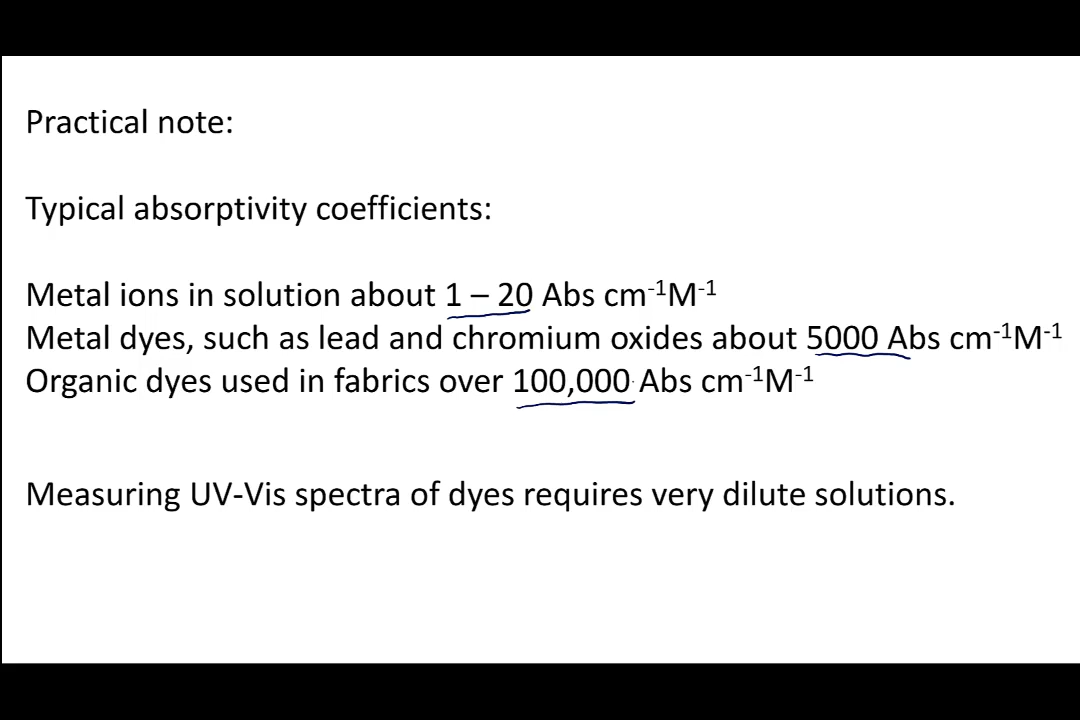 Practical note:
Typical absorptivity coefficients:
Metal ions in solution about 1 – 20 Abs cm⁻¹M⁻¹
Metal dyes, such as lead and chromium oxides about 5000 Abs cm⁻¹M⁻¹
Organic dyes used in fabrics over 100,000 Abs cm⁻¹M⁻¹
Measuring UV-Vis spectra of dyes requires very dilute solutions.